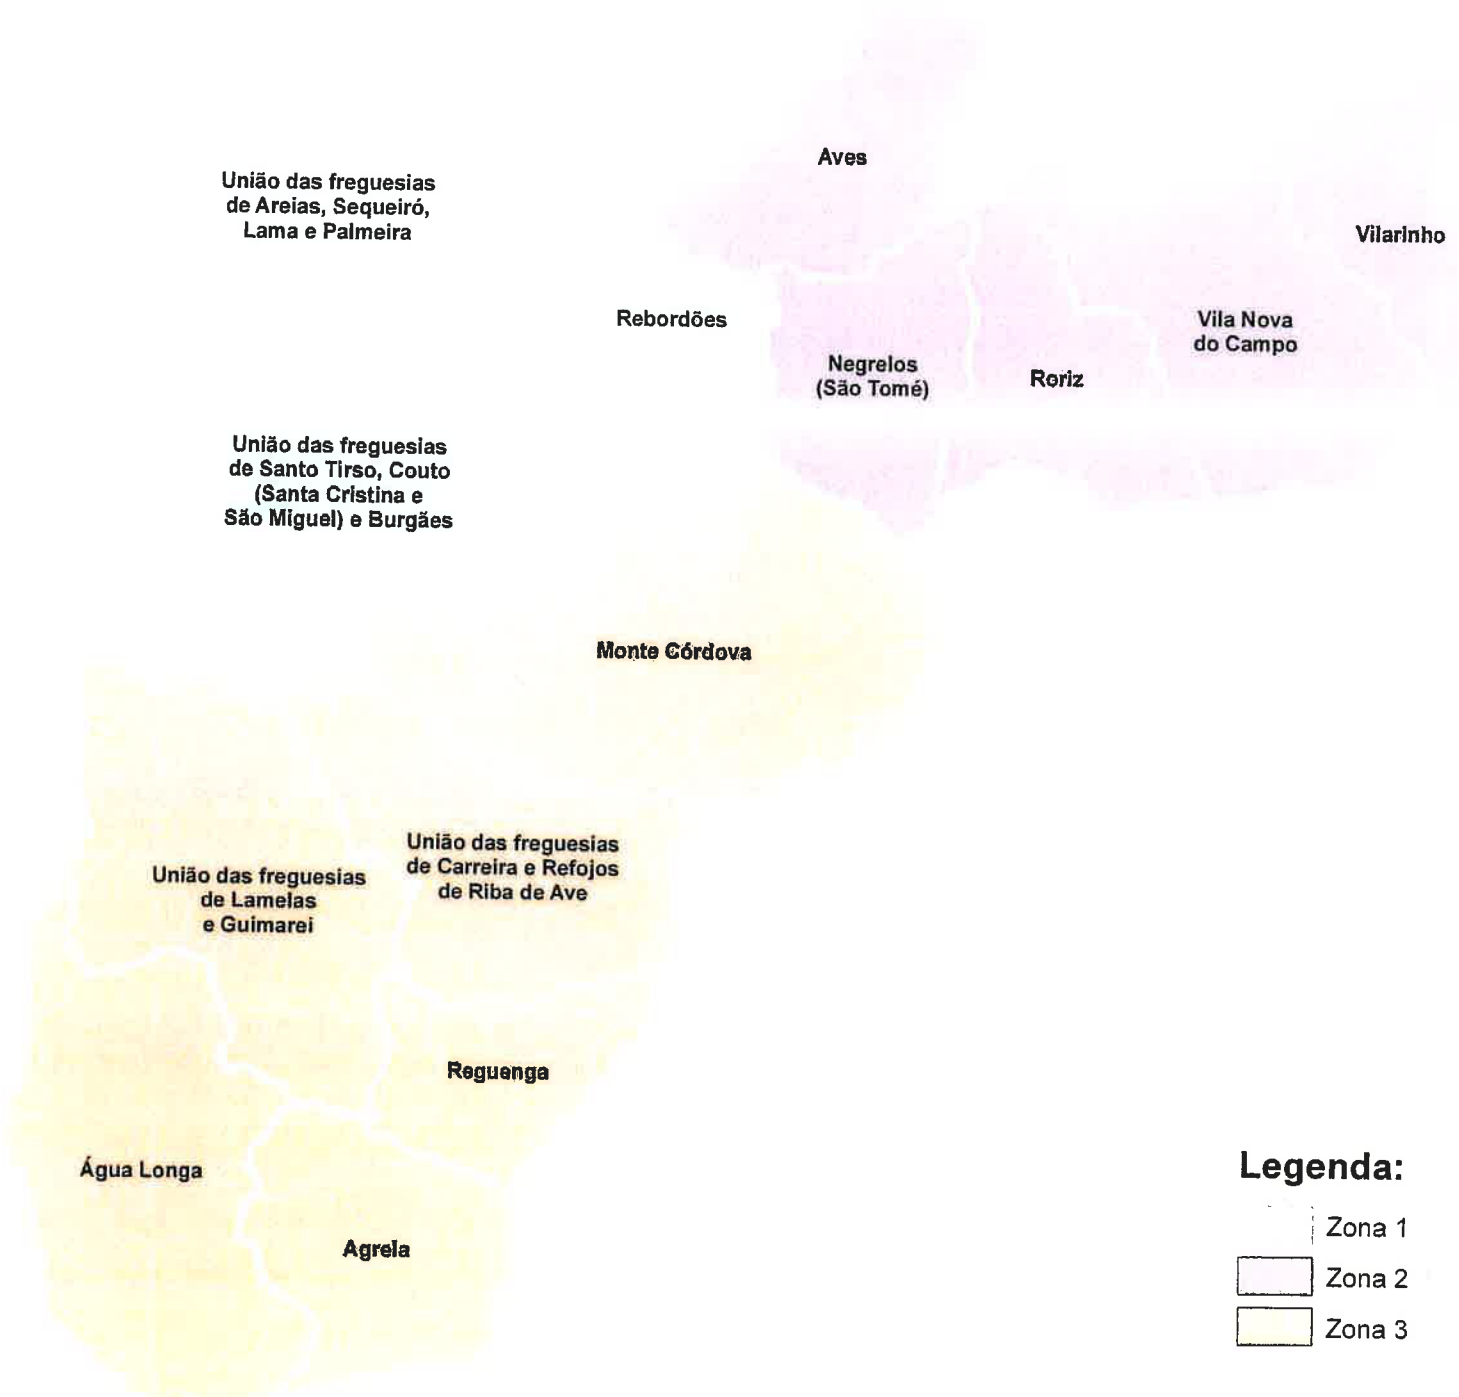 Aves
União das freguesias
de Areias, Sequeiró,
Lama e Palmeira
Vilarinho
Rebordões
Vila Nova
do Campo
Negrelos
(São Tomé)
Roriz
União das freguesias
de Santo Tirso, Couto
(Santa Cristina e
São Miguel) e Burgães
Monte Córdova
União das freguesias
de Carreira e Refojos
de Riba de Ave
União das freguesias
de Lamelas
e Guimarei
Reguenga
Água Longa
Agrela
Legenda:
Zona 1
Zona 2
Zona 3